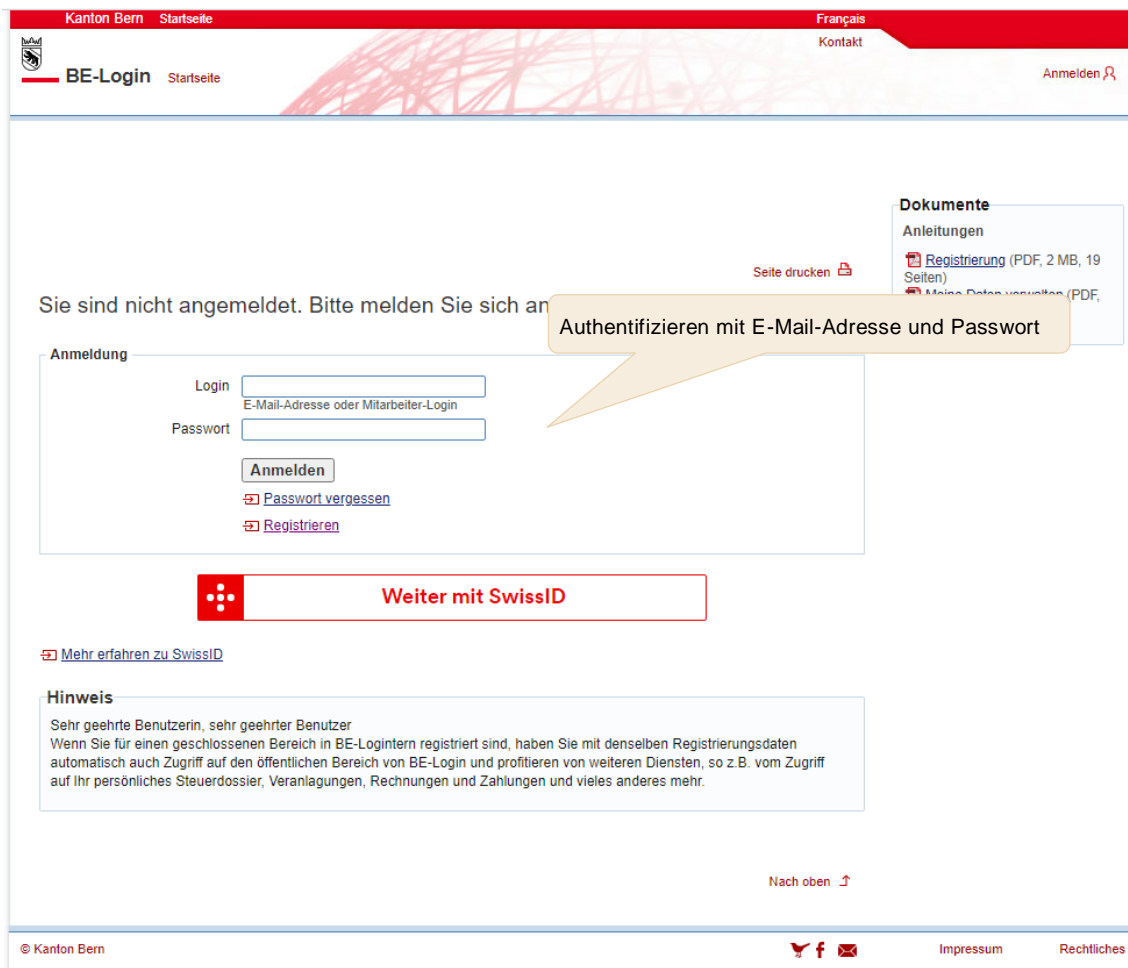 Kanton Bern Startseite Français
Kontakt
BE-Login Startseite
Anmelden
Dokumente
Anleitungen
Registrierung (PDF, 2 MB, 19
Seiten)
Meine Daten verwalten (PDF,
Seite drucken
Sie sind nicht angemeldet. Bitte melden Sie sich an
Authentifizieren mit E-Mail-Adresse und Passwort
Anmeldung
Login
E-Mail-Adresse oder Mitarbeiter-Login
Passwort
Anmelden
Passwort vergessen
Registrieren
Weiter mit SwissID
Mehr erfahren zu SwissID
Hinweis
Sehr geehrte Benutzerin, sehr geehrter Benutzer
Wenn Sie für einen geschlossenen Bereich in BE-Logintern registriert sind, haben Sie mit denselben Registrierungsdaten
automatisch auch Zugriff auf den öffentlichen Bereich von BE-Login und profitieren von weiteren Diensten, so z.B. vom Zugriff
auf Ihr persönliches Steuerdossier, Veranlagungen, Rechnungen und Zahlungen und vieles anderes mehr.
Nach oben
© Kanton Bern
Impressum Rechtliches